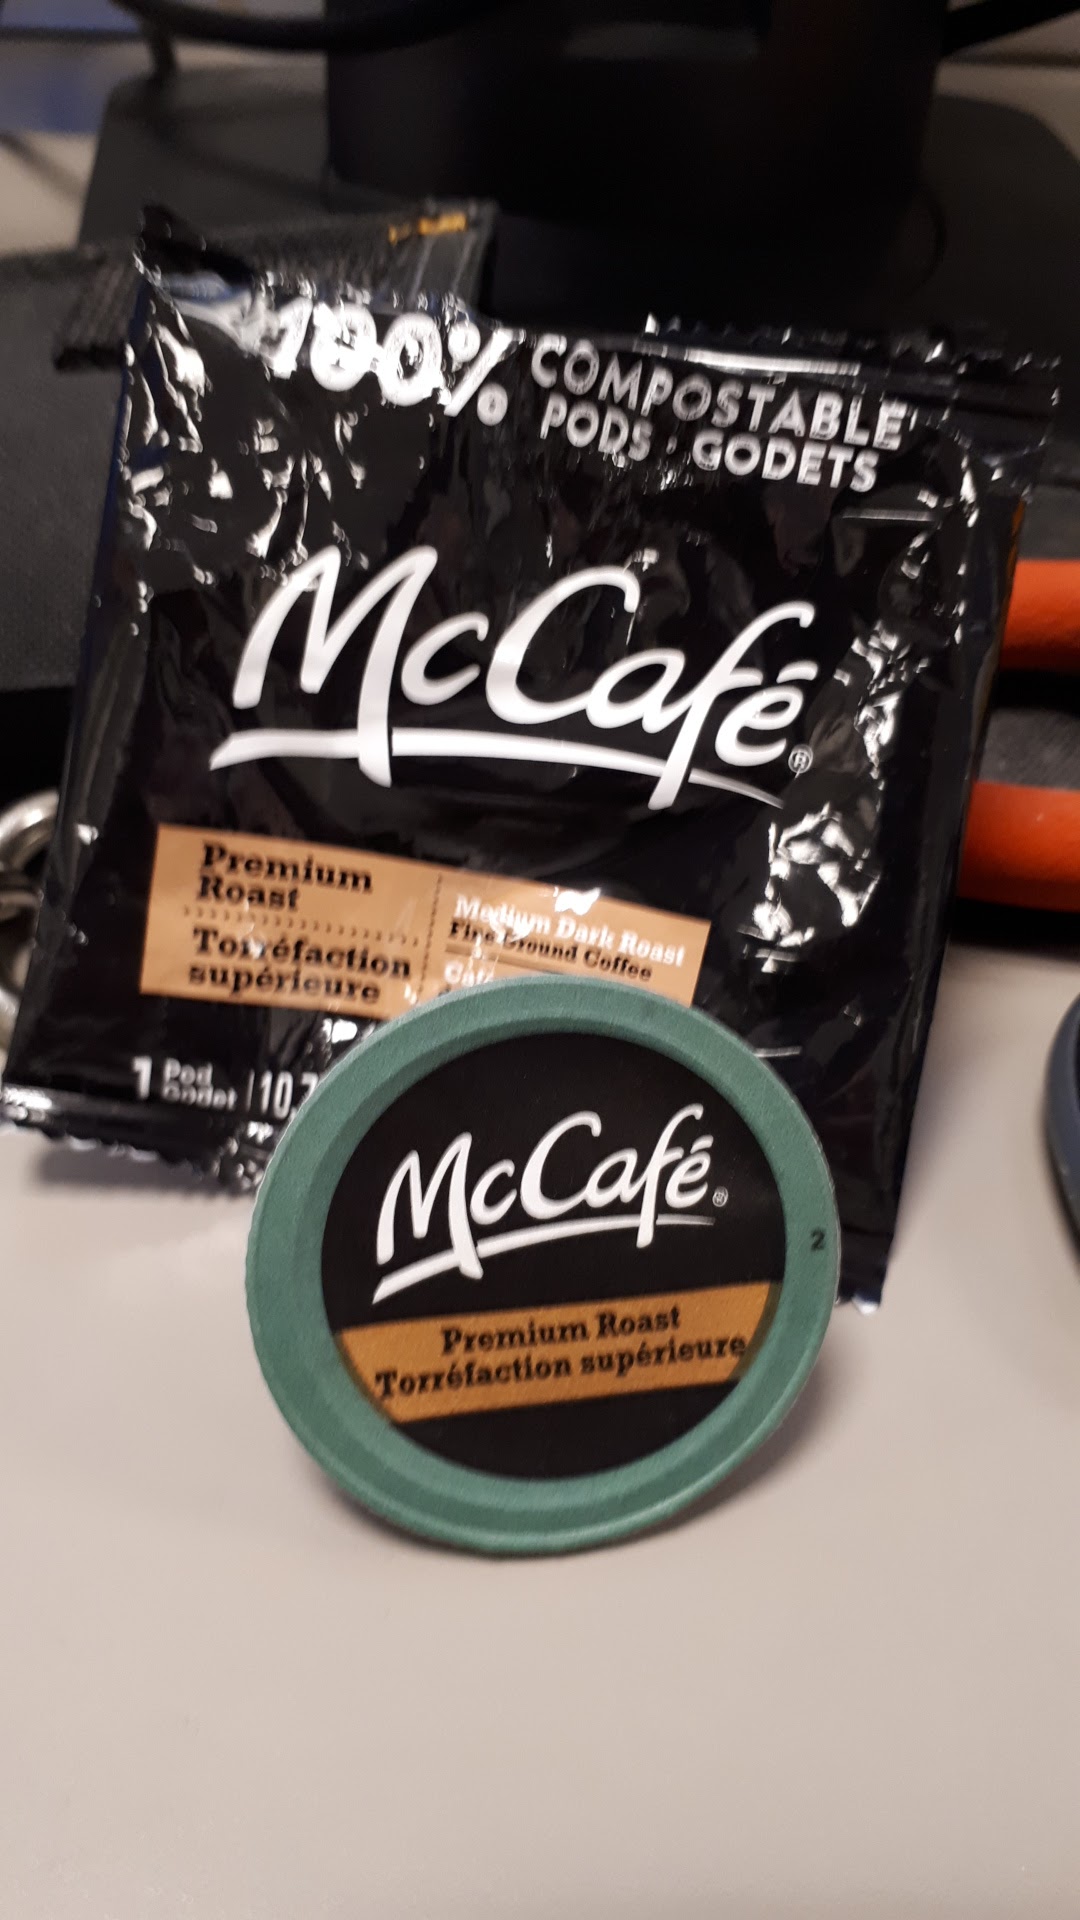 100% COMPOSTABLE
PODS · GODETS
McCafé®
Premium
Roast
Torréfaction
supérieure
Medium Dark Roast
Fine Ground Coffee
1 Pod
Godet
McCafé®
2
Premium Roast
Torréfaction supérieure